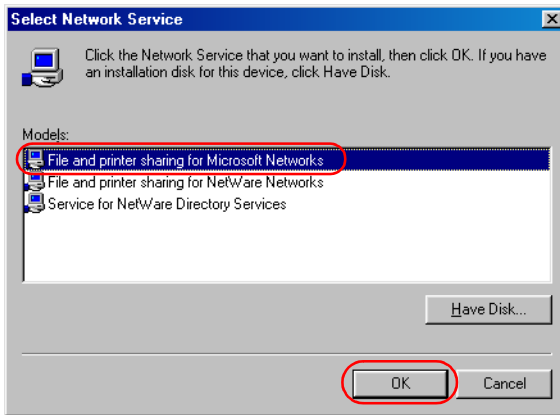 Select Network Service
Click the Network Service that you want to install, then click OK. If you have
an installation disk for this device, click Have Disk.
Models:
File and printer sharing for Microsoft Networks
File and printer sharing for NetWare Networks
Service for NetWare Directory Services
Have Disk...
OK
Cancel